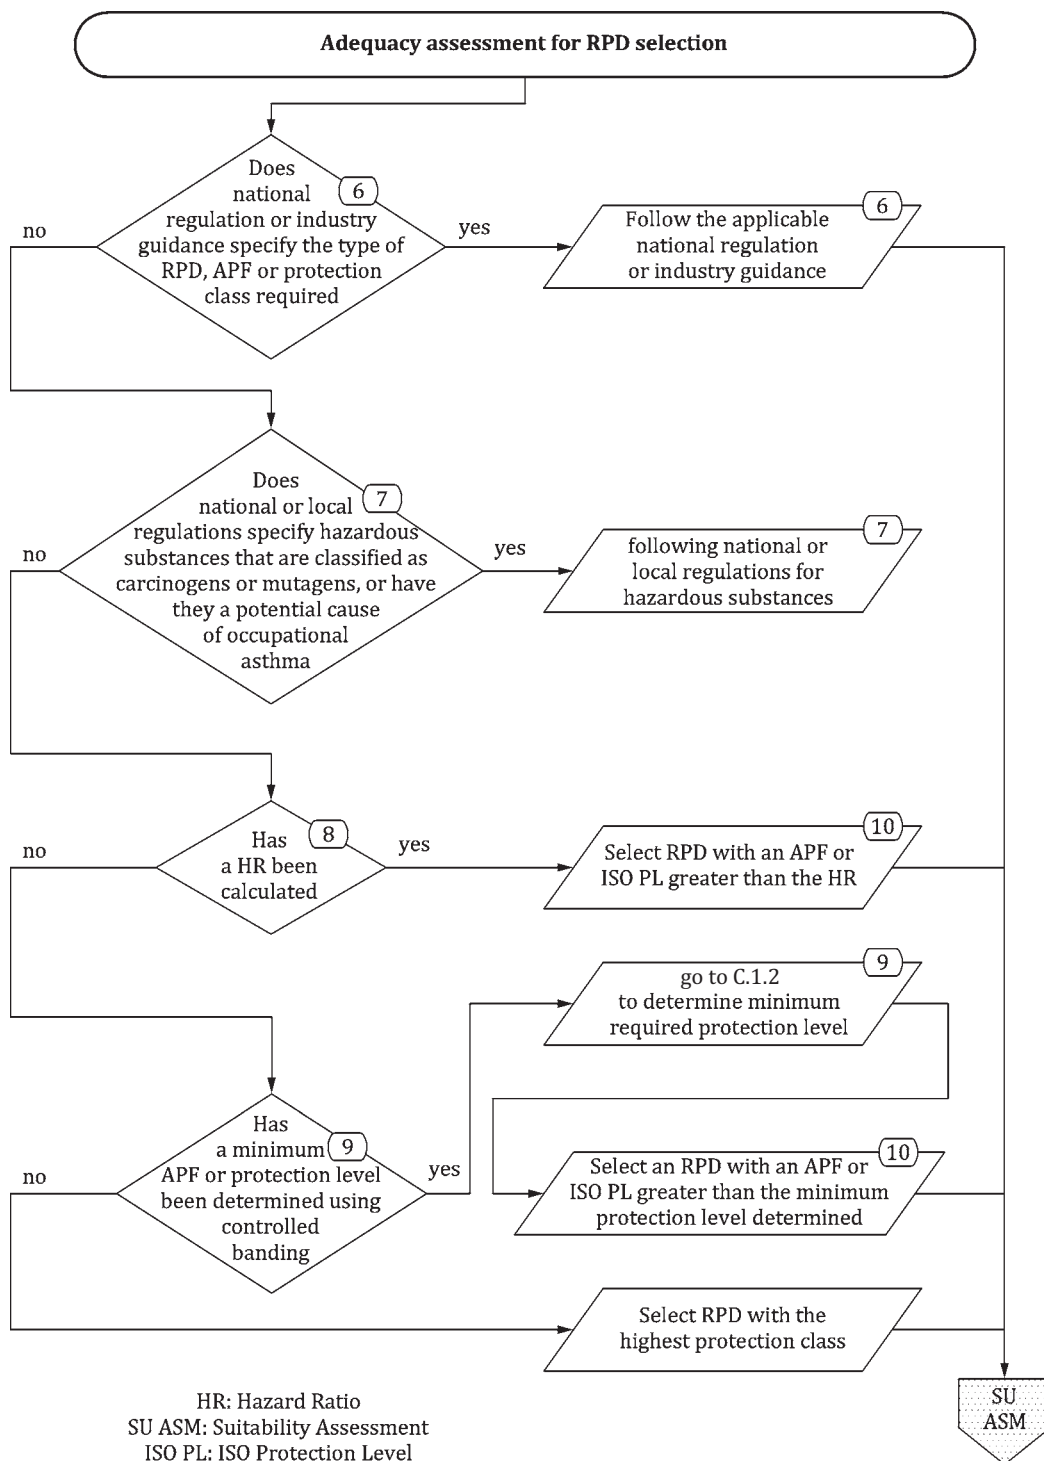 Adequacy assessment for RPD selection
Does
national
6
regulation or industry
guidance specify the type of
RPD, APF or protection
class required
no
yes
6
Follow the applicable
national regulation
or industry guidance
Does
national or local
7
regulations specify hazardous
substances that are classified as
carcinogens or mutagens, or have
they a potential cause
of occupational
asthma
no
yes
7
following national or
local regulations for
hazardous substances
Has
8
a HR been
calculated
no
yes
10
Select RPD with an APF or
ISO PL greater than the HR
9
go to C.1.2
to determine minimum
required protection level
Has
a minimum
9
APF or protection level
been determined using
controlled
banding
no
yes
10
Select an RPD with an APF or
ISO PL greater than the minimum
protection level determined
Select RPD with the
highest protection class
SU
ASM
HR: Hazard Ratio
SU ASM: Suitability Assessment
ISO PL: ISO Protection Level